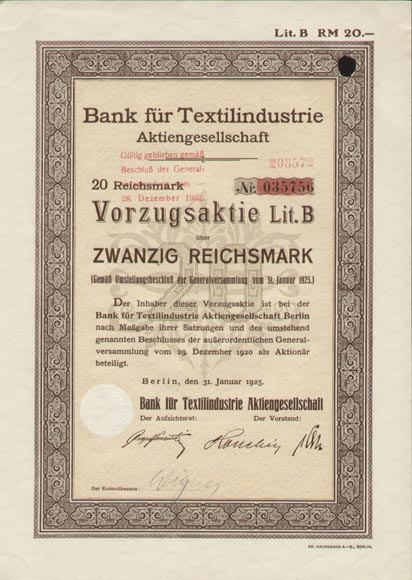 Lit. B RM 20.—
Bank für Textilindustrie
Aktiengesellschaft
Gültig geblieben gemäß
Beschluß der General-
28. Dezember
03572
20 Reichsmark
Nr. 035756
Vorzugsaktie Lit. B
über
ZWANZIG REICHSMARK
(Gemäß Umstellungsbeschluß der Generalversammlung vom 31. Januar 1925.)
Der Inhaber dieser Vorzugsaktie ist bei der
Bank für Textilindustrie Aktiengesellschaft Berlin
nach Maßgabe ihrer Satzungen und des umstehend
genannten Beschlusses der außerordentlichen General-
versammlung vom 29. Dezember 1920 als Aktionär
beteiligt.
Berlin, den 31. Januar 1925.
Bank für Textilindustrie Aktiengesellschaft
Der Aufsichtsrat: Der Vorstand:
Der Kontrollbeamte: